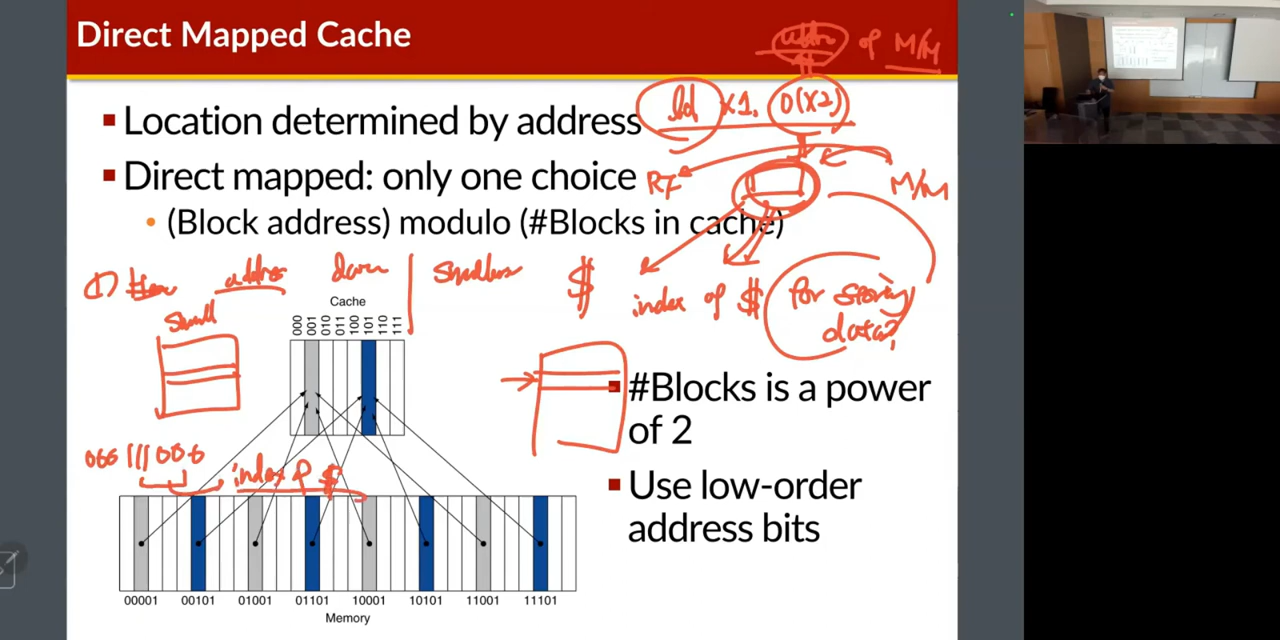 Direct Mapped Cache
addr of M/M
Location determined by address
ld x1, 0(x2)
Direct mapped: only one choice
RF
M/M
(Block address) modulo (#Blocks in cache)
address
$
index of $
for storing
data?
small
Cache
000 001 010 011 100 101 110 111
#Blocks is a power
of 2
index of $
Use low-order
address bits
00001 00101 01001 01101 10001 10101 11001 11101
Memory